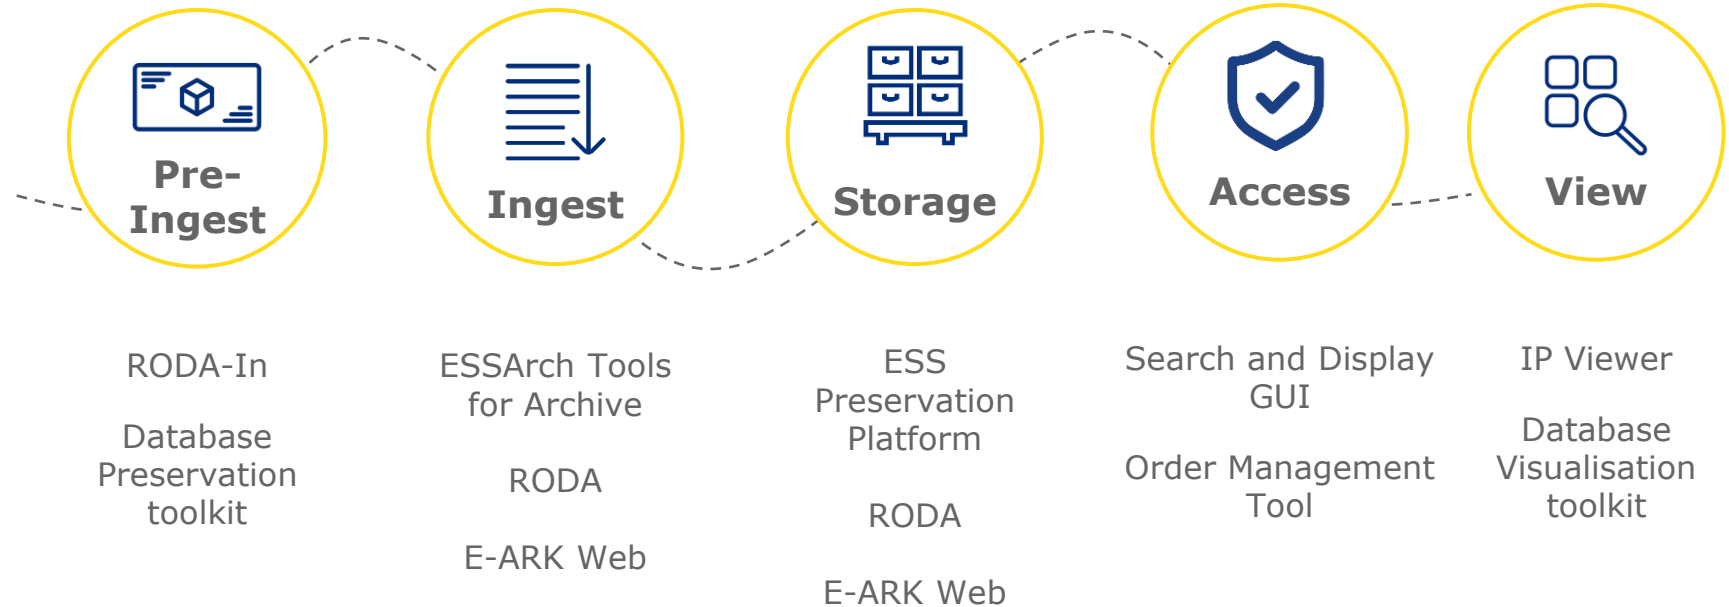 Pre-
Ingest
Ingest
Storage
Access
View
RODA-In
Database
Preservation
toolkit
ESSArch Tools
for Archive
RODA
E-ARK Web
ESS
Preservation
Platform
RODA
E-ARK Web
Search and Display
GUI
Order Management
Tool
IP Viewer
Database
Visualisation
toolkit